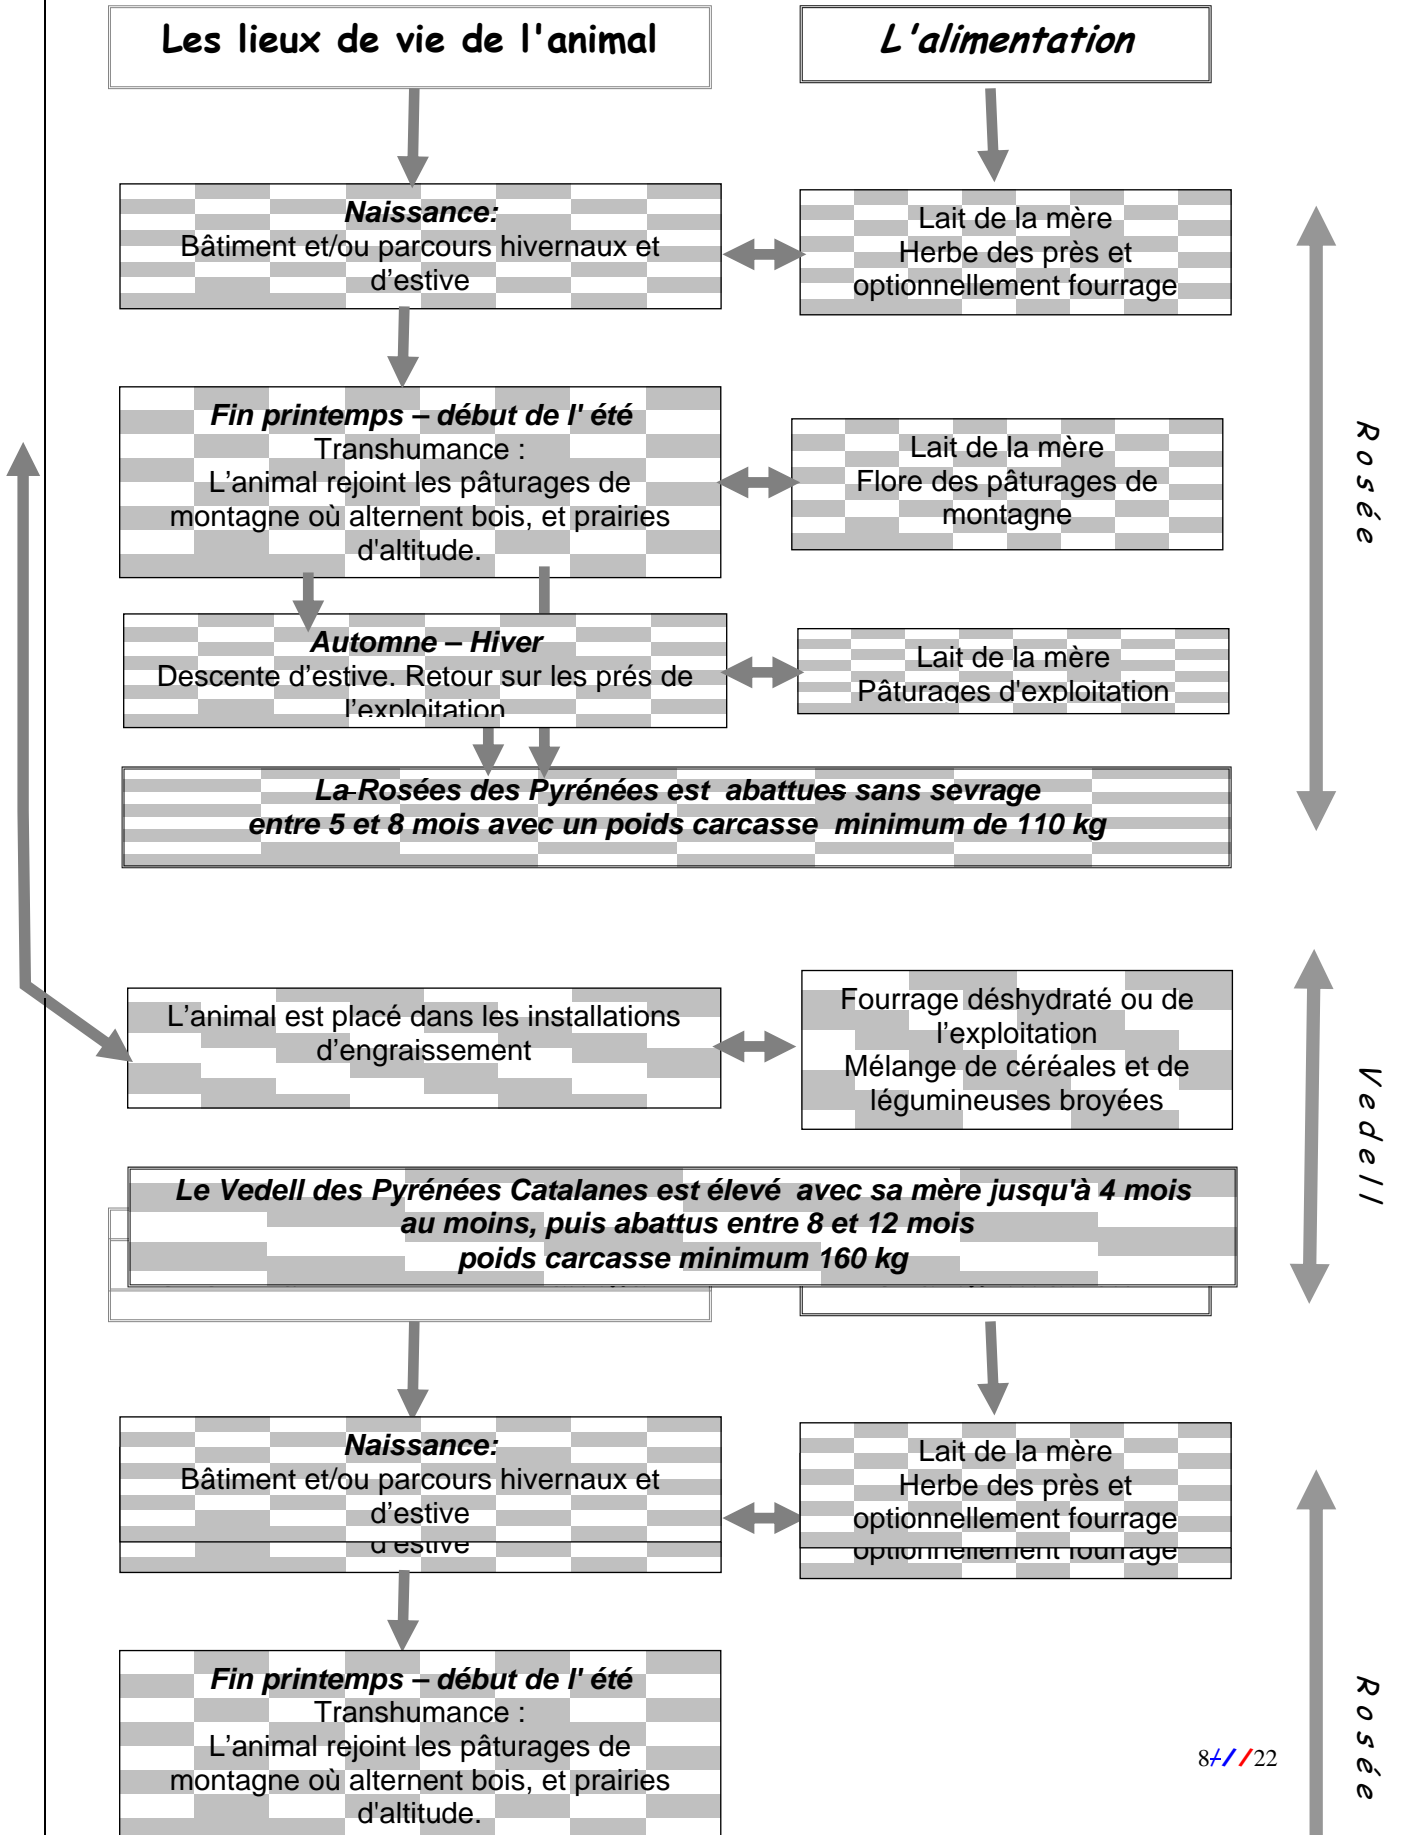 Les lieux de vie de l'animal
L'alimentation
Naissance:
Bâtiment et/ou parcours hivernaux et
d'estive
Lait de la mère
Herbe des près et
optionnellement fourrage
Fin printemps – début de l' été
Transhumance :
L'animal rejoint les pâturages de
montagne où alternent bois, et prairies
d'altitude.
Lait de la mère
Flore des pâturages de
montagne
Rosée
Automne – Hiver
Descente d'estive. Retour sur les prés de
l'exploitation
Lait de la mère
Pâturages d'exploitation
La Rosées des Pyrénées est abattues sans sevrage
entre 5 et 8 mois avec un poids carcasse minimum de 110 kg
L'animal est placé dans les installations
d'engraissement
Fourrage déshydraté ou de
l'exploitation
Mélange de céréales et de
légumineuses broyées
Vedell
Le Vedell des Pyrénées Catalanes est élevé avec sa mère jusqu'à 4 mois
au moins, puis abattus entre 8 et 12 mois
poids carcasse minimum 160 kg
Naissance:
Bâtiment et/ou parcours hivernaux et
d'estive
d'estive
Lait de la mère
Herbe des près et
optionnellement fourrage
optionnellement fourrage
Fin printemps – début de l' été
Transhumance :
L'animal rejoint les pâturages de
montagne où alternent bois, et prairies
d'altitude.
Rosée
8///22